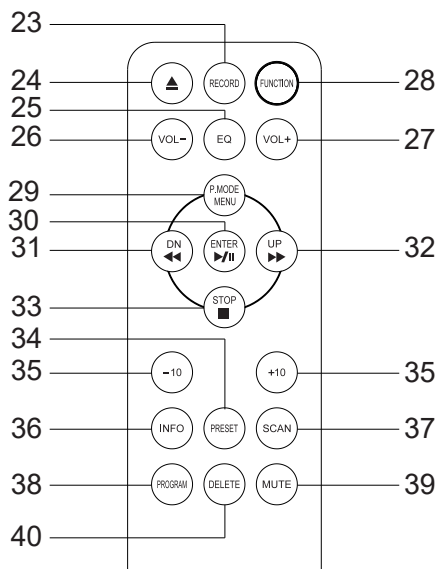 23
24
RECORD
FUNCTION
28
25
26
VOL−
EQ
VOL+
27
29
P.MODE
MENU
30
31
DN
ENTER
UP
32
33
STOP
34
35
−10
+10
35
36
INFO
PRESET
SCAN
37
38
PROGRAM
DELETE
MUTE
39
40